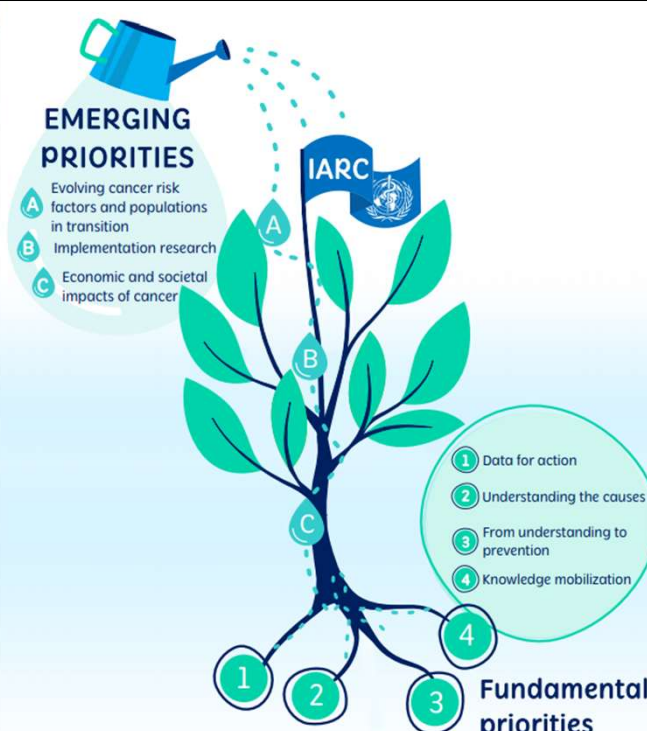 EMERGING
PRIORITIES
A Evolving cancer risk
factors and populations
in transition
B Implementation research
C Economic and societal
impacts of cancer
IARC
A
B
C
1 Data for action
2 Understanding the causes
3 From understanding to
prevention
4 Knowledge mobilization
1
2
3
4
Fundamental
priorities